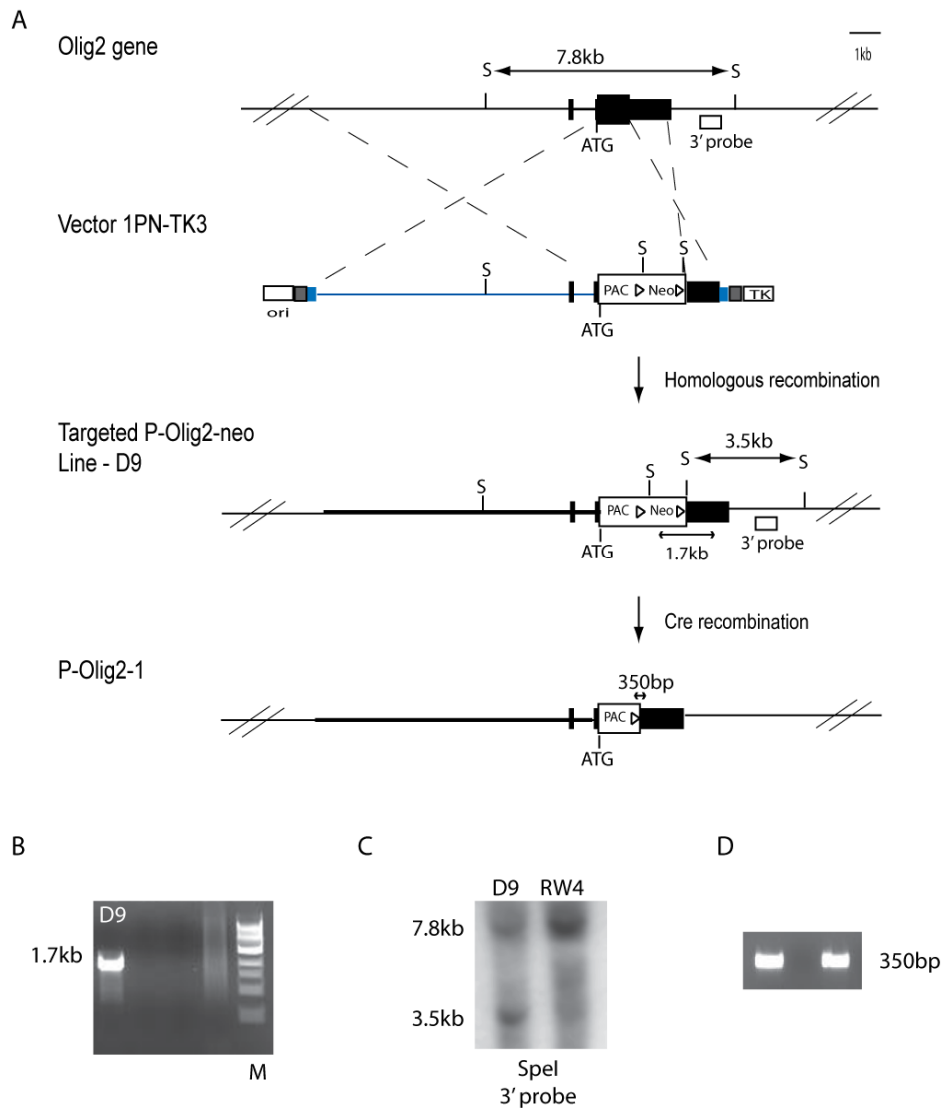 A
Olig2 gene
1kb
7.8kb
S
S
ATG
3' probe
Vector 1PN-TK3
S
S
S
PAC
Neo
TK
ori
ATG
Homologous recombination
Targeted P-Olig2-neo
Line - D9
3.5kb
S
S
S
S
PAC
Neo
ATG
1.7kb
3' probe
Cre recombination
P-Olig2-1
350bp
PAC
ATG
B
D9
1.7kb
M
C
D9 RW4
7.8kb
3.5kb
SpeI
3' probe
D
350bp